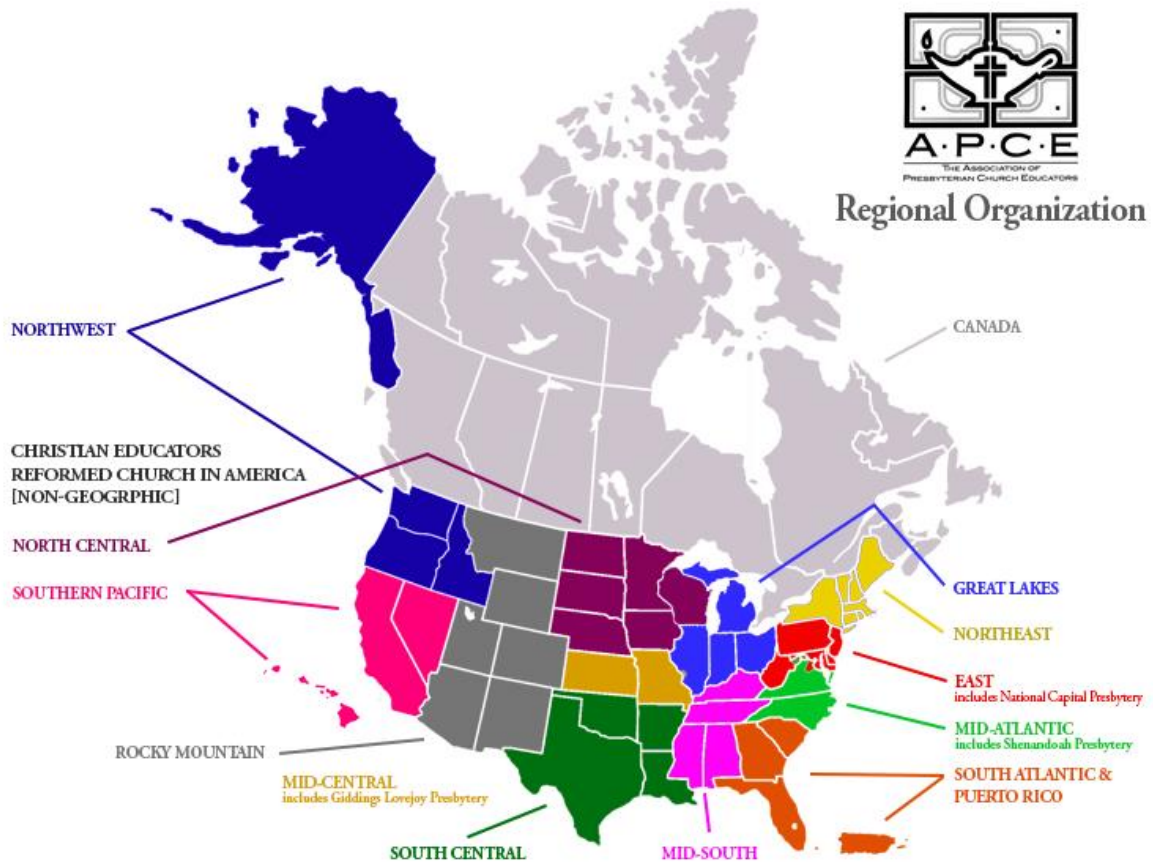 A·P·C·E
THE ASSOCIATION OF
PRESBYTERIAN CHURCH EDUCATORS
Regional Organization
NORTHWEST
CANADA
CHRISTIAN EDUCATORS
REFORMED CHURCH IN AMERICA
[NON-GEOGRPHIC]
NORTH CENTRAL
SOUTHERN PACIFIC
GREAT LAKES
NORTHEAST
EAST
includes National Capital Presbytery
MID-ATLANTIC
includes Shenandoah Presbytery
ROCKY MOUNTAIN
MID-CENTRAL
includes Giddings Lovejoy Presbytery
SOUTH ATLANTIC &
PUERTO RICO
SOUTH CENTRAL
MID-SOUTH